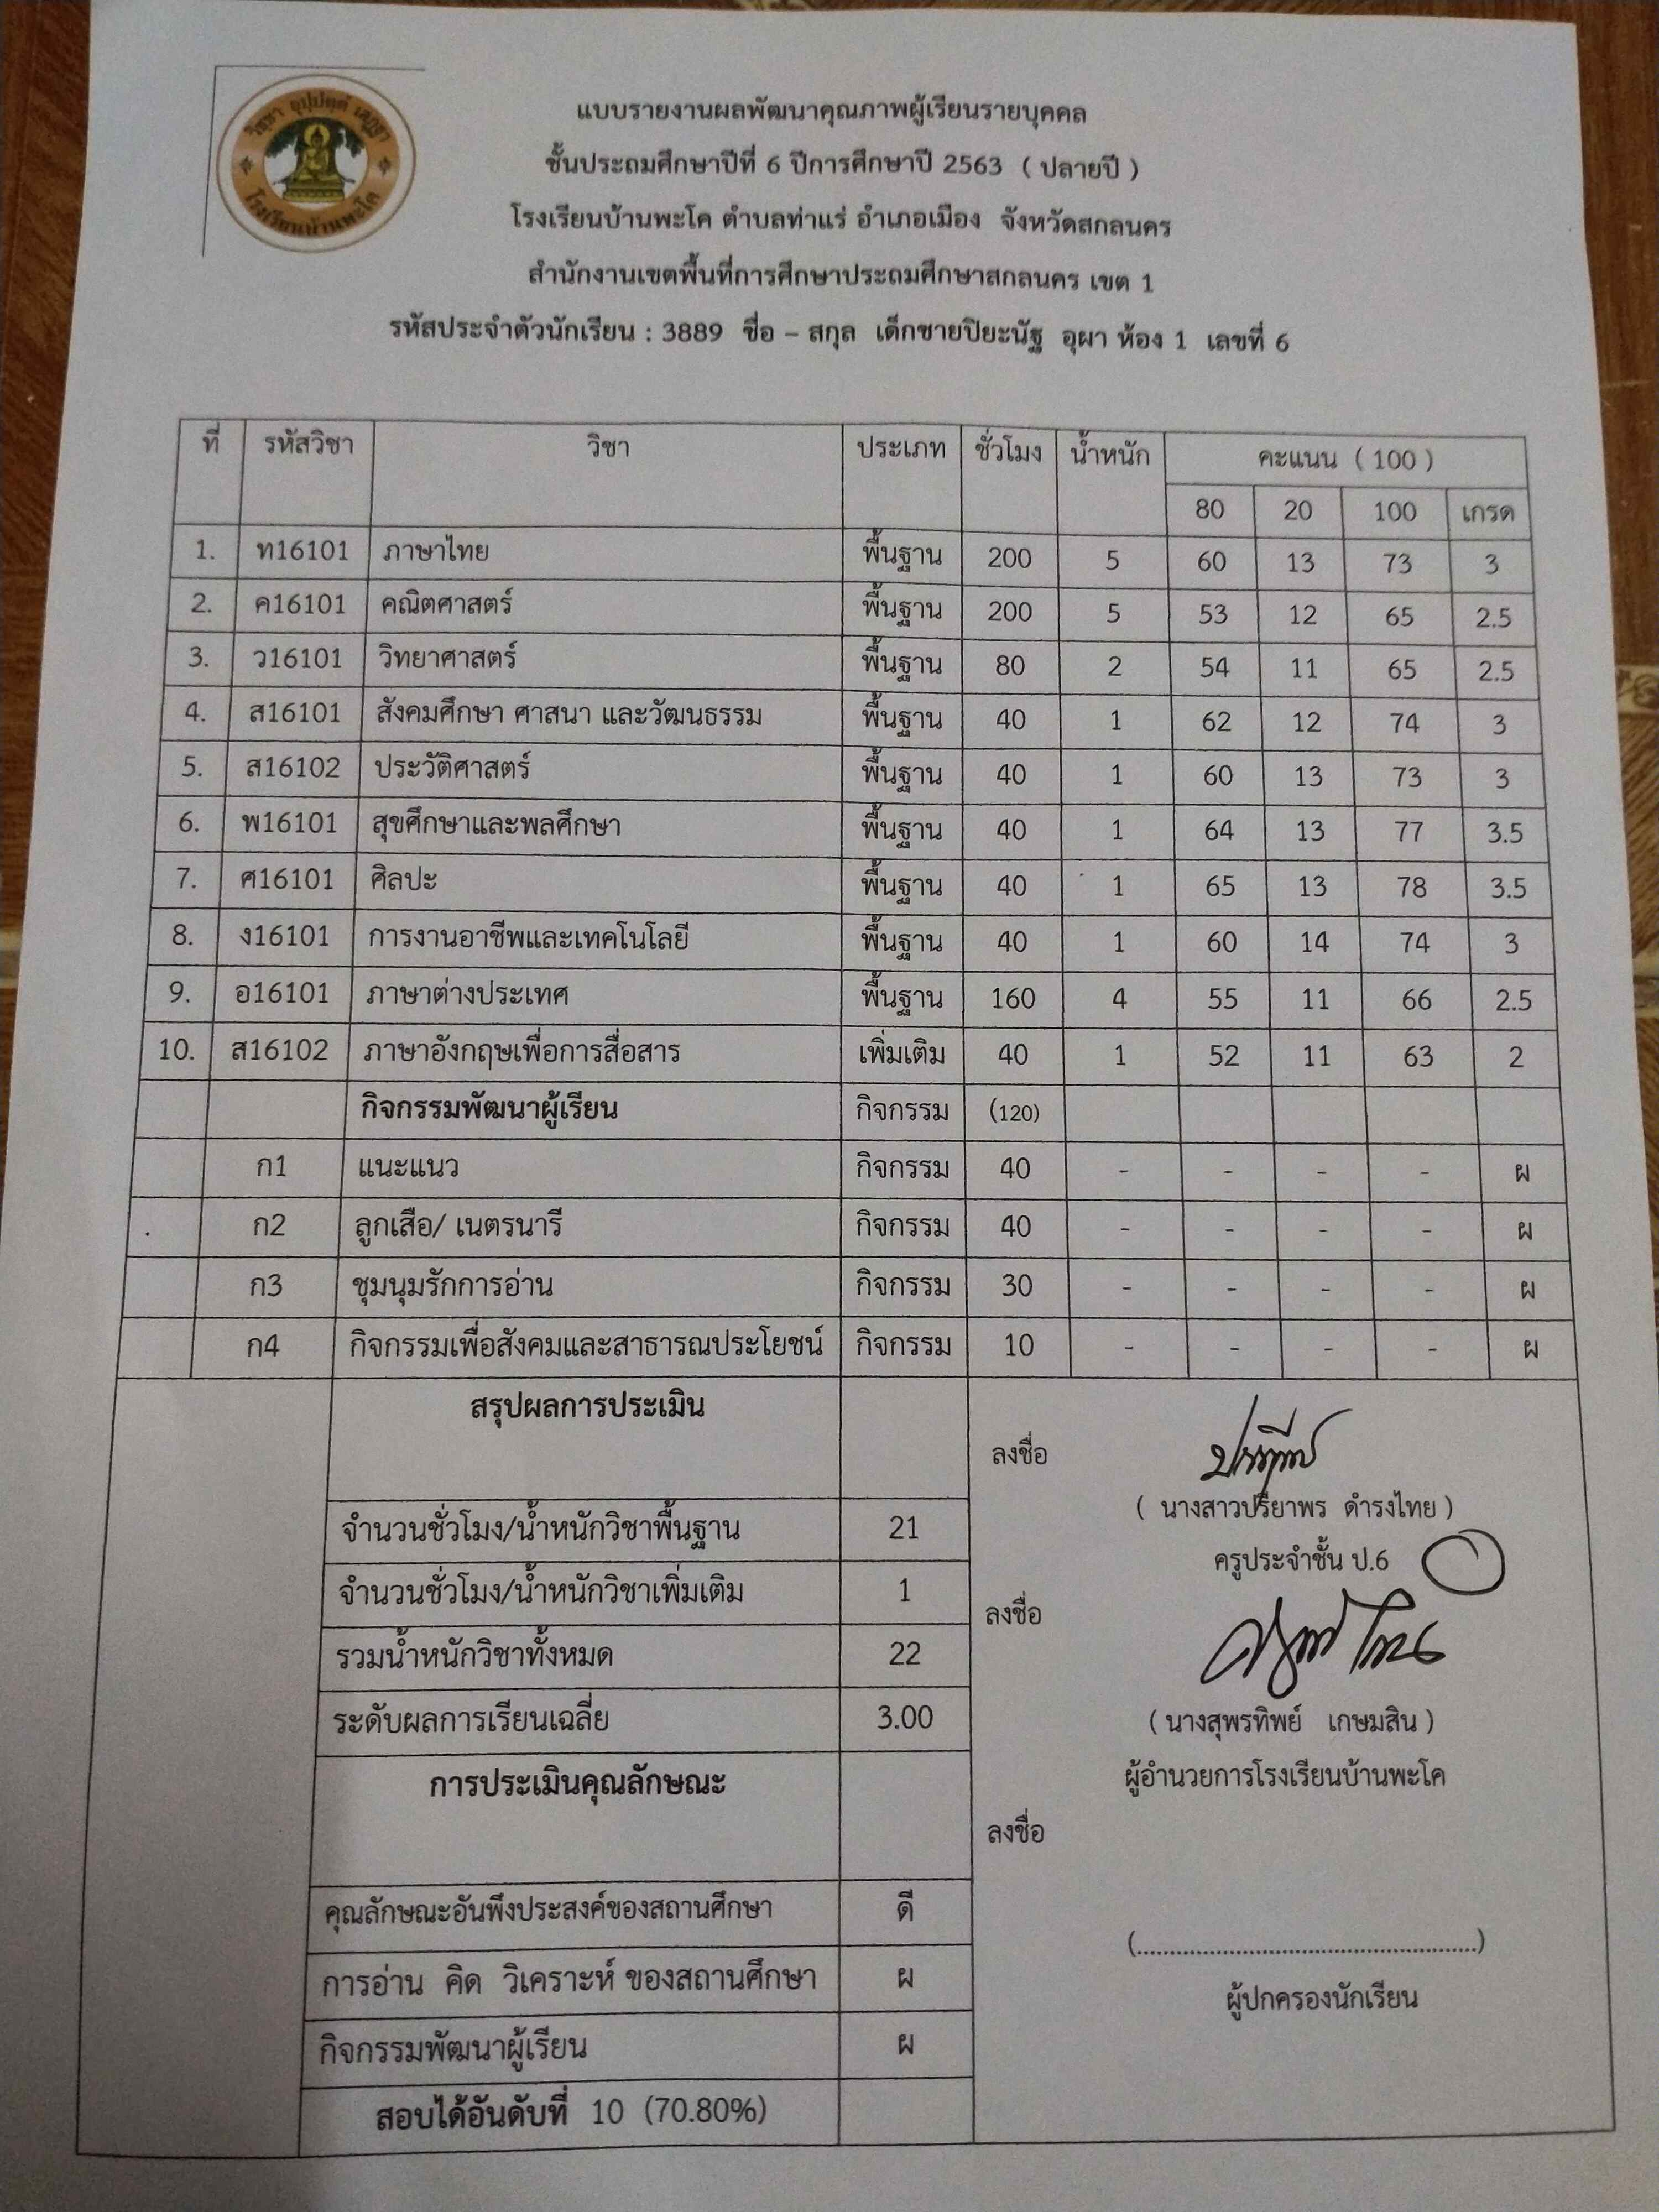 วิชฺชา อุปฺปตตํ เสฏฺฐา
โรงเรียนบ้านพะโค
แบบรายงานผลพัฒนาคุณภาพผู้เรียนรายบุคคล
ชั้นประถมศึกษาปีที่ 6 ปีการศึกษาปี 2563 ( ปลายปี )
โรงเรียนบ้านพะโค ตำบลท่าแร่ อำเภอเมือง จังหวัดสกลนคร
สำนักงานเขตพื้นที่การศึกษาประถมศึกษาสกลนคร เขต 1
รหัสประจำตัวนักเรียน : 3889 ชื่อ – สกุล เด็กชายปิยะนัฐ อุผา ห้อง 1 เลขที่ 6
ที่ รหัสวิชา วิชา ประเภท ชั่วโมง น้ำหนัก คะแนน ( 100 )
80 20 100 เกรด
1. ท16101 ภาษาไทย พื้นฐาน 200 5 60 13 73 3
2. ค16101 คณิตศาสตร์ พื้นฐาน 200 5 53 12 65 2.5
3. ว16101 วิทยาศาสตร์ พื้นฐาน 80 2 54 11 65 2.5
4. ส16101 สังคมศึกษา ศาสนา และวัฒนธรรม พื้นฐาน 40 1 62 12 74 3
5. ส16102 ประวัติศาสตร์ พื้นฐาน 40 1 60 13 73 3
6. พ16101 สุขศึกษาและพลศึกษา พื้นฐาน 40 1 64 13 77 3.5
7. ศ16101 ศิลปะ พื้นฐาน 40 1 65 13 78 3.5
8. ง16101 การงานอาชีพและเทคโนโลยี พื้นฐาน 40 1 60 14 74 3
9. อ16101 ภาษาต่างประเทศ พื้นฐาน 160 4 55 11 66 2.5
10. ส16102 ภาษาอังกฤษเพื่อการสื่อสาร เพิ่มเติม 40 1 52 11 63 2
กิจกรรมพัฒนาผู้เรียน กิจกรรม (120)
ก1 แนะแนว กิจกรรม 40 - - - - ผ
ก2 ลูกเสือ/ เนตรนารี กิจกรรม 40 - - - - ผ
ก3 ชุมนุมรักการอ่าน กิจกรรม 30 - - - - ผ
ก4 กิจกรรมเพื่อสังคมและสาธารณประโยชน์ กิจกรรม 10 - - - - ผ
สรุปผลการประเมิน
จำนวนชั่วโมง/น้ำหนักวิชาพื้นฐาน 21
จำนวนชั่วโมง/น้ำหนักวิชาเพิ่มเติม 1
รวมน้ำหนักวิชาทั้งหมด 22
ระดับผลการเรียนเฉลี่ย 3.00
การประเมินคุณลักษณะ
คุณลักษณะอันพึงประสงค์ของสถานศึกษา ดี
การอ่าน คิด วิเคราะห์ ของสถานศึกษา ผ
กิจกรรมพัฒนาผู้เรียน ผ
สอบได้อันดับที่ 10 (70.80%)
ลงชื่อ
( นางสาวปรียาพร ดำรงไทย )
ครูประจำชั้น ป.6
ลงชื่อ
( นางสุพรทิพย์ เกษมสิน )
ผู้อำนวยการโรงเรียนบ้านพะโค
ลงชื่อ
(....................................................)
ผู้ปกครองนักเรียน